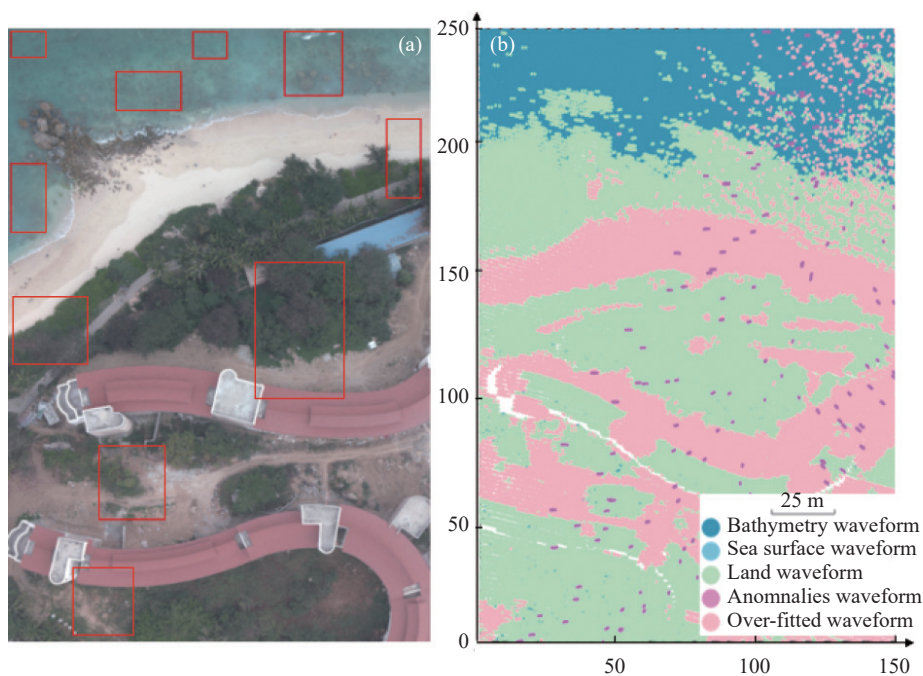 (a)
250
(b)
200
150
100
50
0
25 m
Bathymetry waveform
Sea surface waveform
Land waveform
Anomnalies waveform
Over-fitted waveform
50
100
150